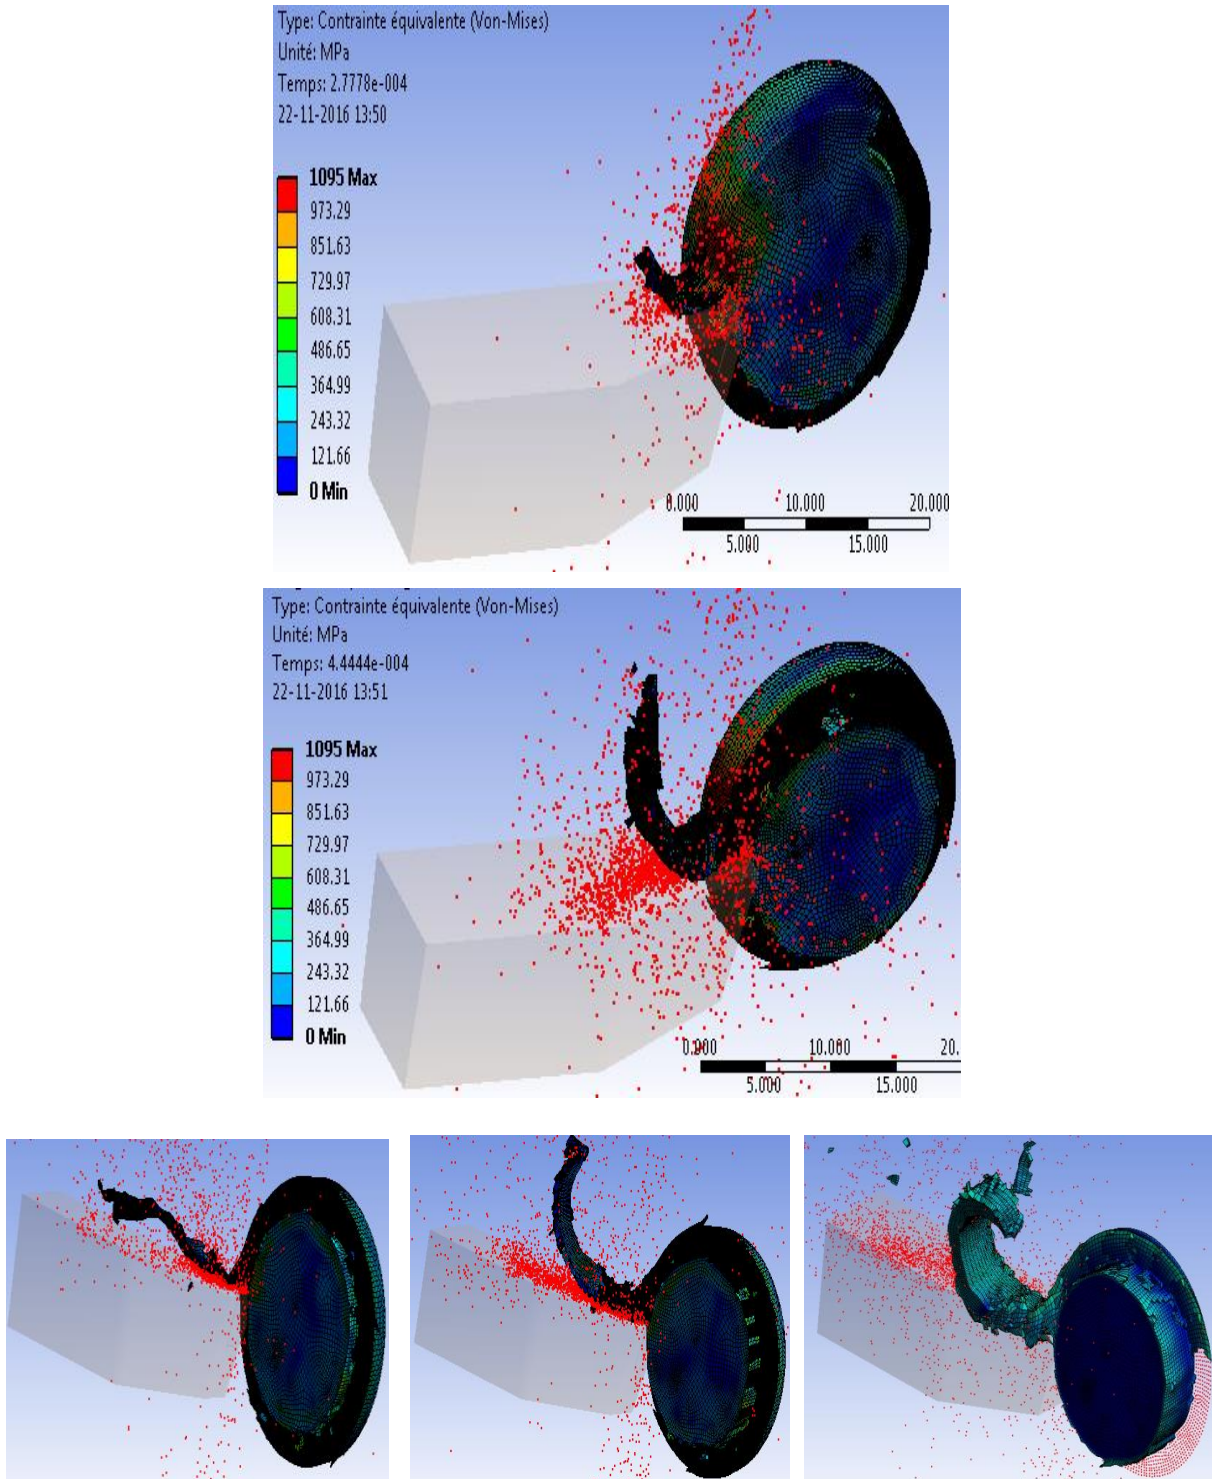 Type: Contrainte équivalente (Von-Mises)
Unité: MPa
Temps: 2.7778e-004
22-11-2016 13:50
1095 Max
973.29
851.63
729.97
608.31
486.65
364.99
243.32
121.66
0 Min
0.000 10.000 20.000
5.000 15.000
Type: Contrainte équivalente (Von-Mises)
Unité: MPa
Temps: 4.4444e-004
22-11-2016 13:51
1095 Max
973.29
851.63
729.97
608.31
486.65
364.99
243.32
121.66
0 Min
0.000 10.000 20.
5.000 15.000